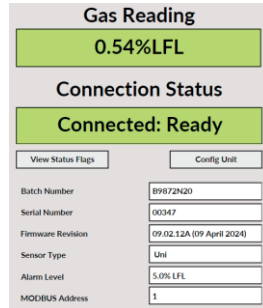 Gas Reading
0.54%LFL
Connection Status
Connected: Ready
View Status Flags
Config Unit
Batch Number
B9872N20
Serial Number
00347
Firmware Revision
09.02.12A (09 April 2024)
Sensor Type
Uni
Alarm Level
5.0% LFL
MODBUS Address
1